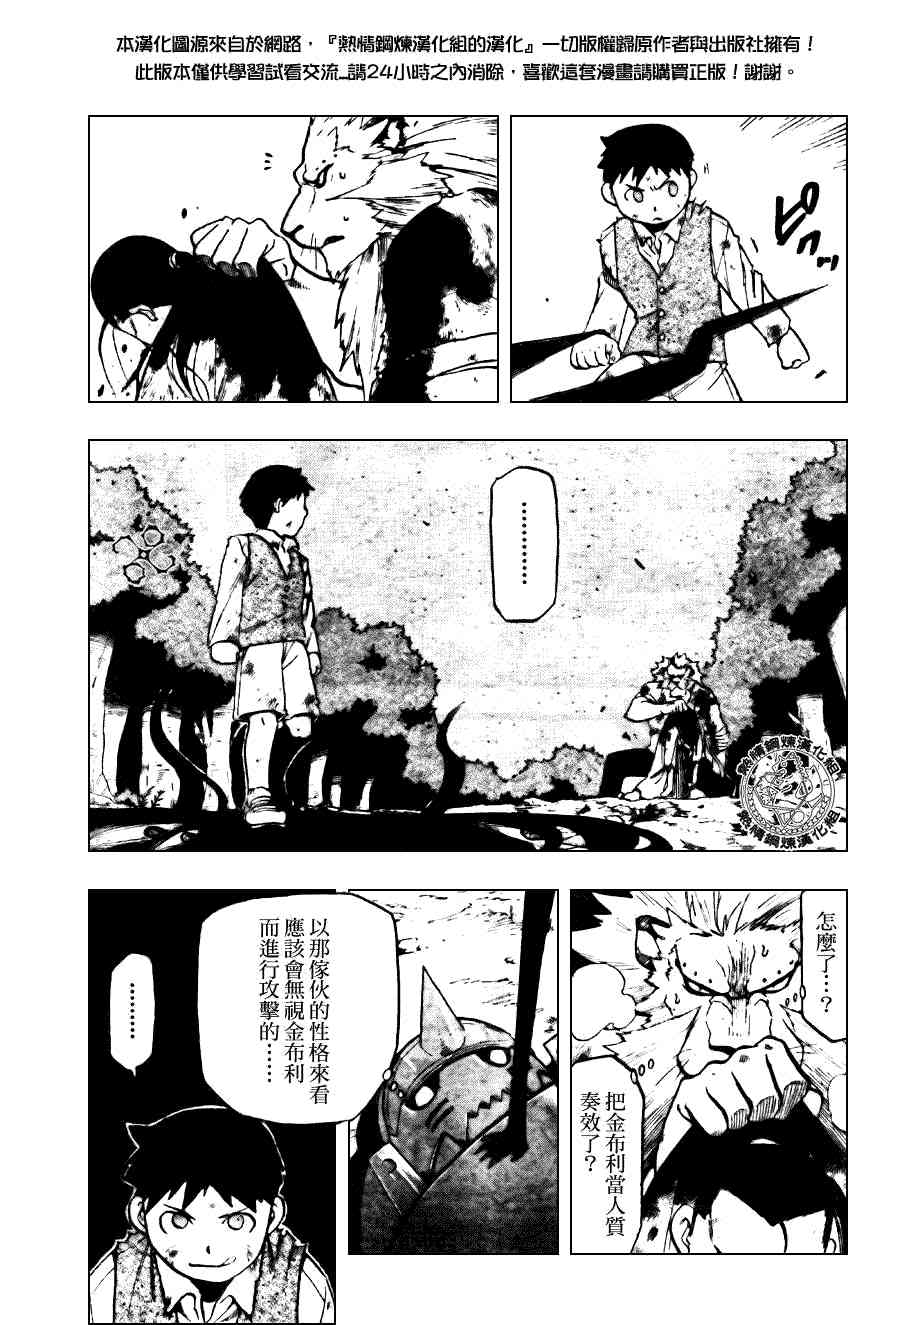 本漢化圖源來自於網路，『熱情鋼煉漢化組的漢化』一切版權歸原作者與出版社擁有！
此版本僅供學習試看交流...請24小時之內消除，喜歡這套漫畫請購買正版！謝謝。
ピクッ
………
熱情鋼煉漢化組
熱情鋼煉漢化組
怎麼了…？
把金布利當人質
奏效了？
以那傢伙的性格來看
應該會無視金布利
而進行攻擊的……
………